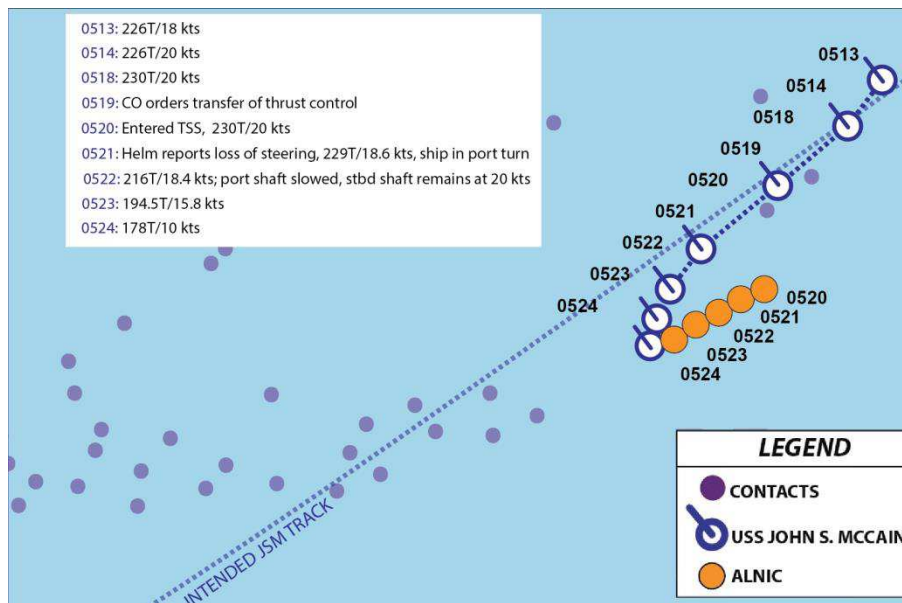 0513: 226T/18 kts
0514: 226T/20 kts
0518: 230T/20 kts
0519: CO orders transfer of thrust control
0520: Entered TSS, 230T/20 kts
0521: Helm reports loss of steering, 229T/18.6 kts, ship in port turn
0522: 216T/18.4 kts; port shaft slowed, stbd shaft remains at 20 kts
0523: 194.5T/15.8 kts
0524: 178T/10 kts
0513
0514
0518
0519
0520
0521
0522
0523
0524
0520
0521
0522
0523
0524
INTENDED JSM TRACK
LEGEND
CONTACTS
USS JOHN S. MCCAIN
ALNIC